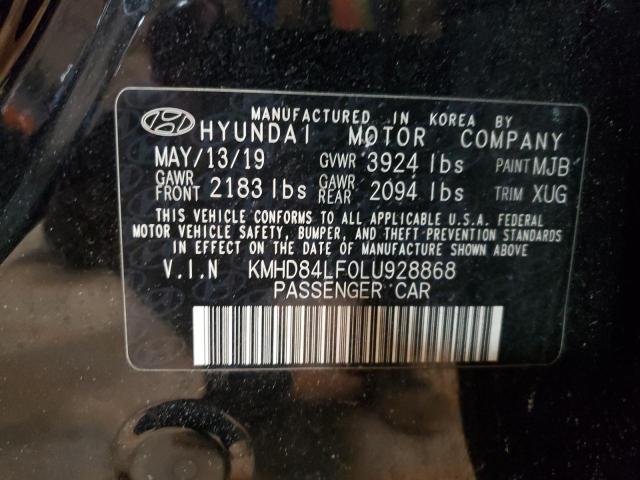 MANUFACTURED IN KOREA BY
HYUNDAI MOTOR COMPANY
MAY/13/19 GVWR 3924 lbs PAINT MJB
GAWR FRONT 2183 lbs GAWR REAR 2094 lbs TRIM XUG
THIS VEHICLE CONFORMS TO ALL APPLICABLE U.S.A. FEDERAL
MOTOR VEHICLE SAFETY, BUMPER, AND THEFT PREVENTION STANDARDS
IN EFFECT ON THE DATE OF MANUFACTURE SHOWN ABOVE.
V.I.N KMHD84LF0LU928868
PASSENGER CAR